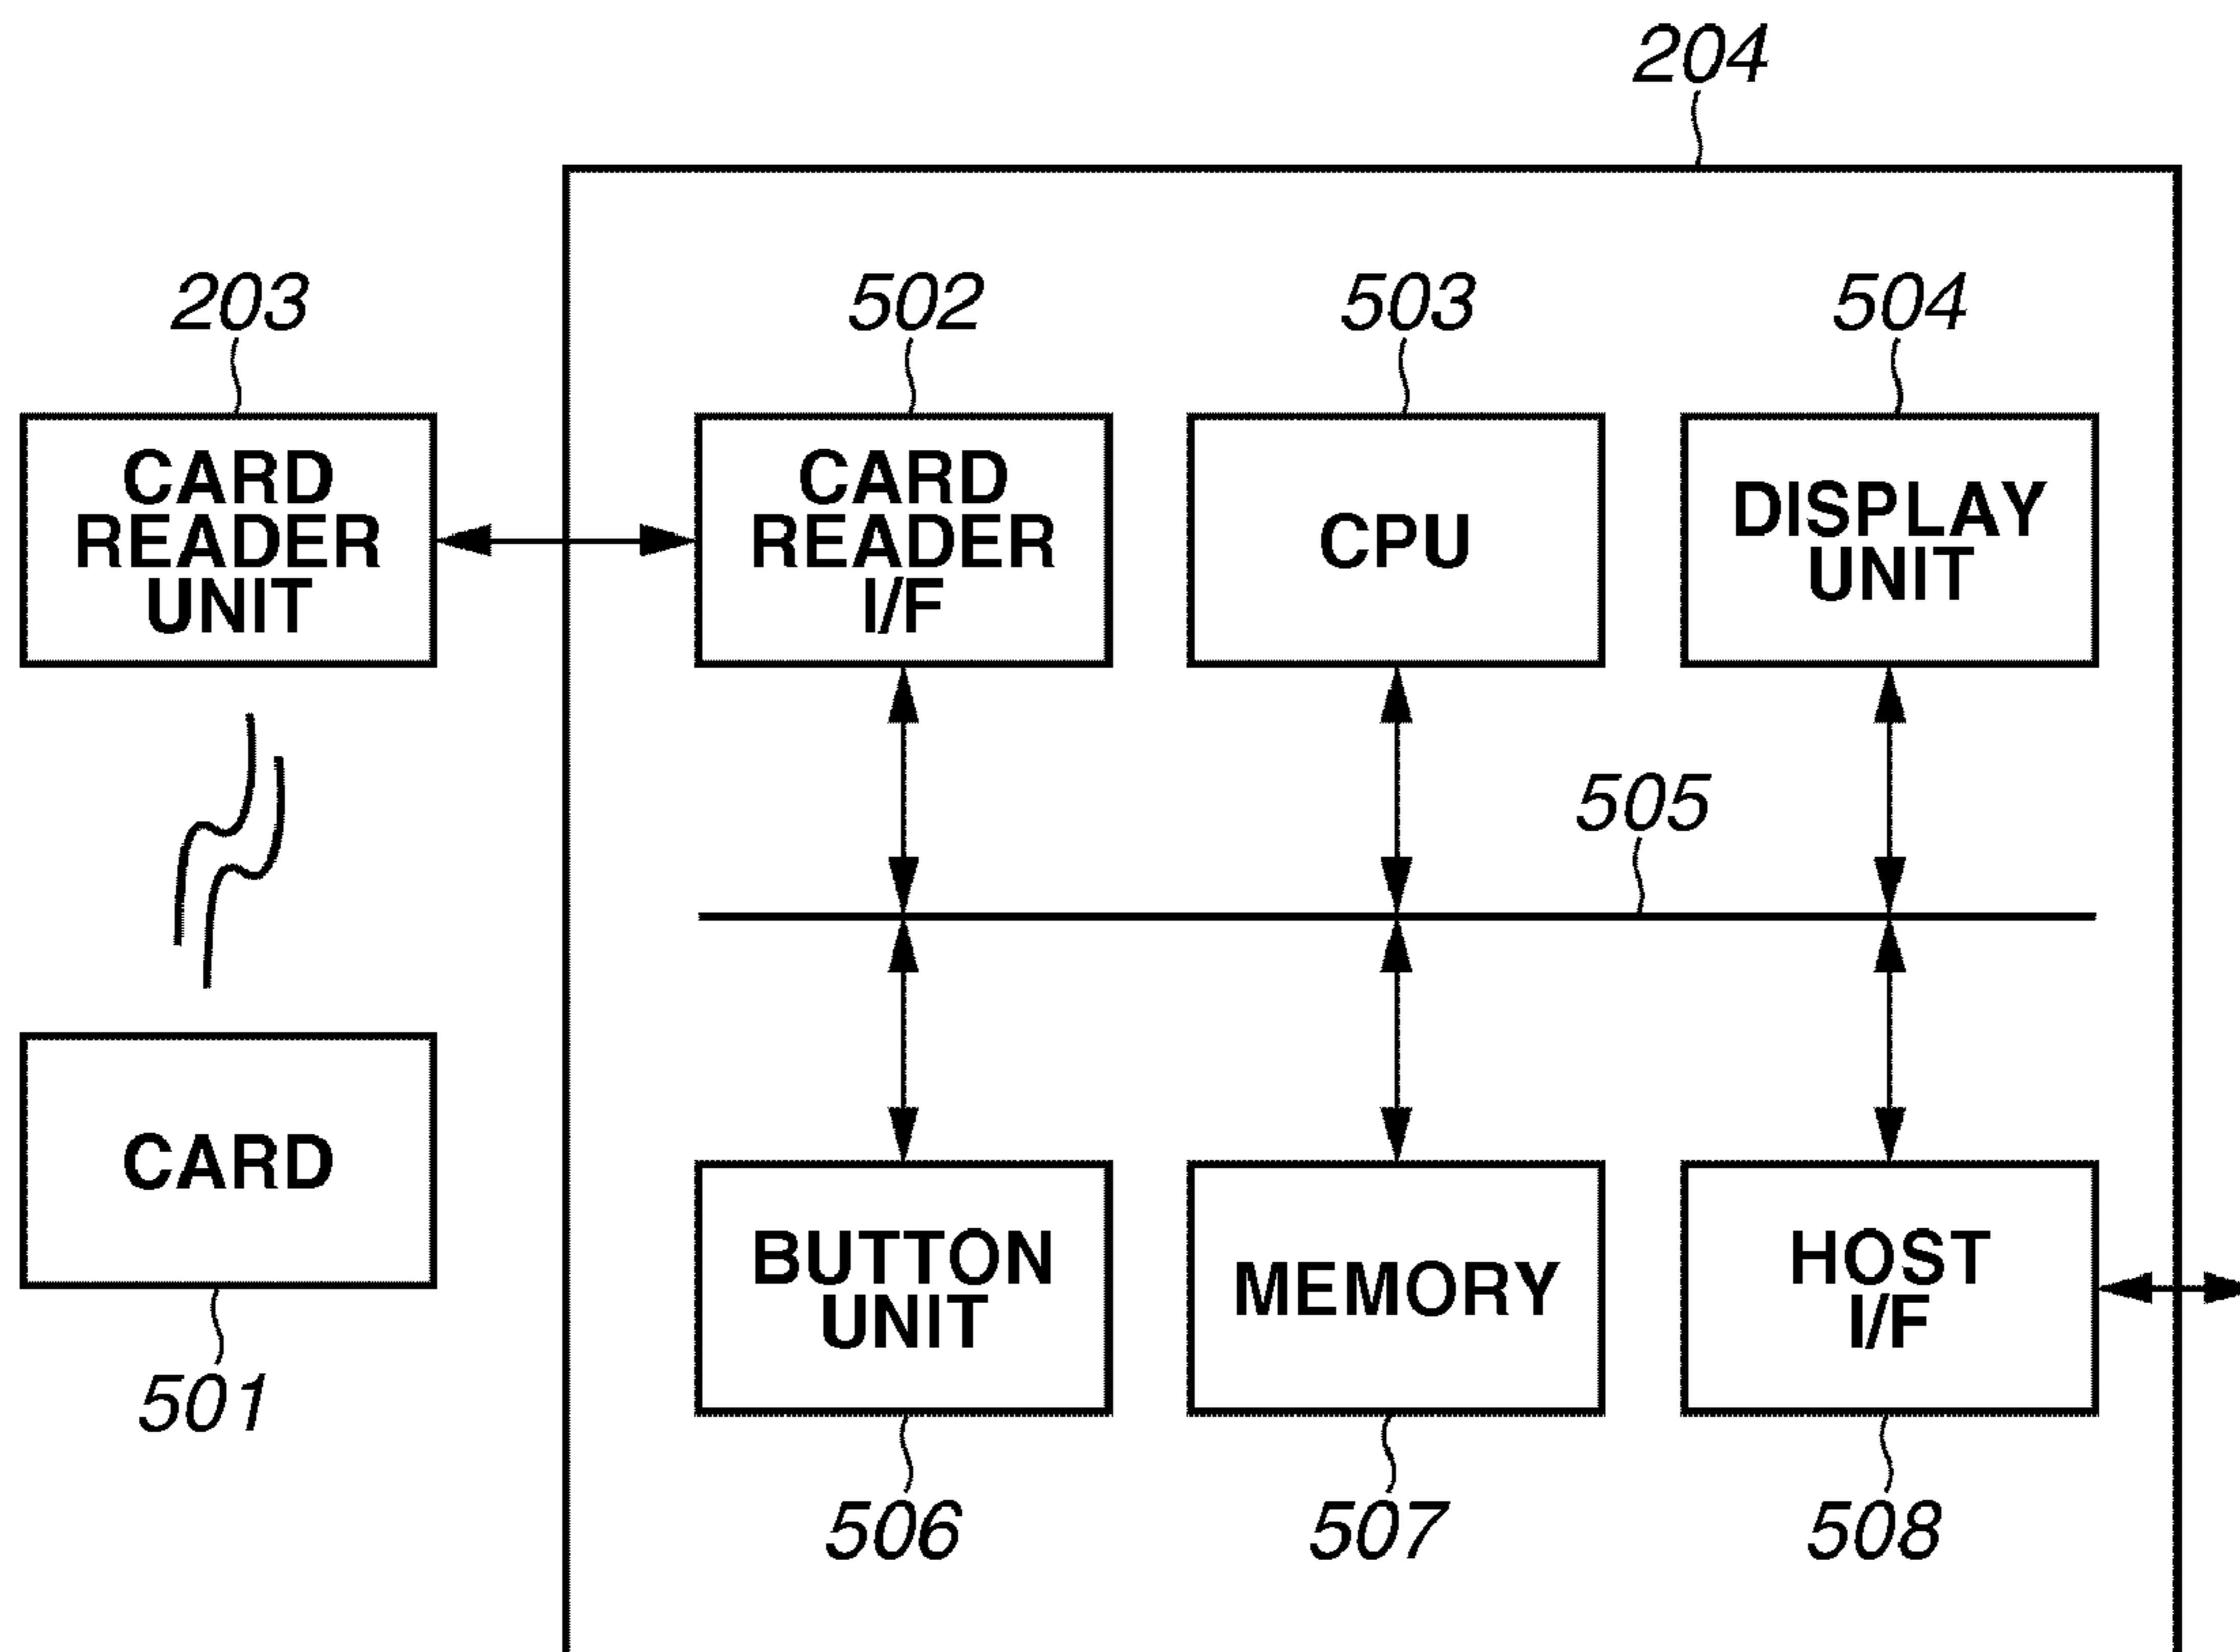 204
203
502
503
504
CARD
READER
UNIT
CARD
READER
I/F
CPU
DISPLAY
UNIT
505
CARD
501
BUTTON
UNIT
MEMORY
HOST
I/F
506
507
508